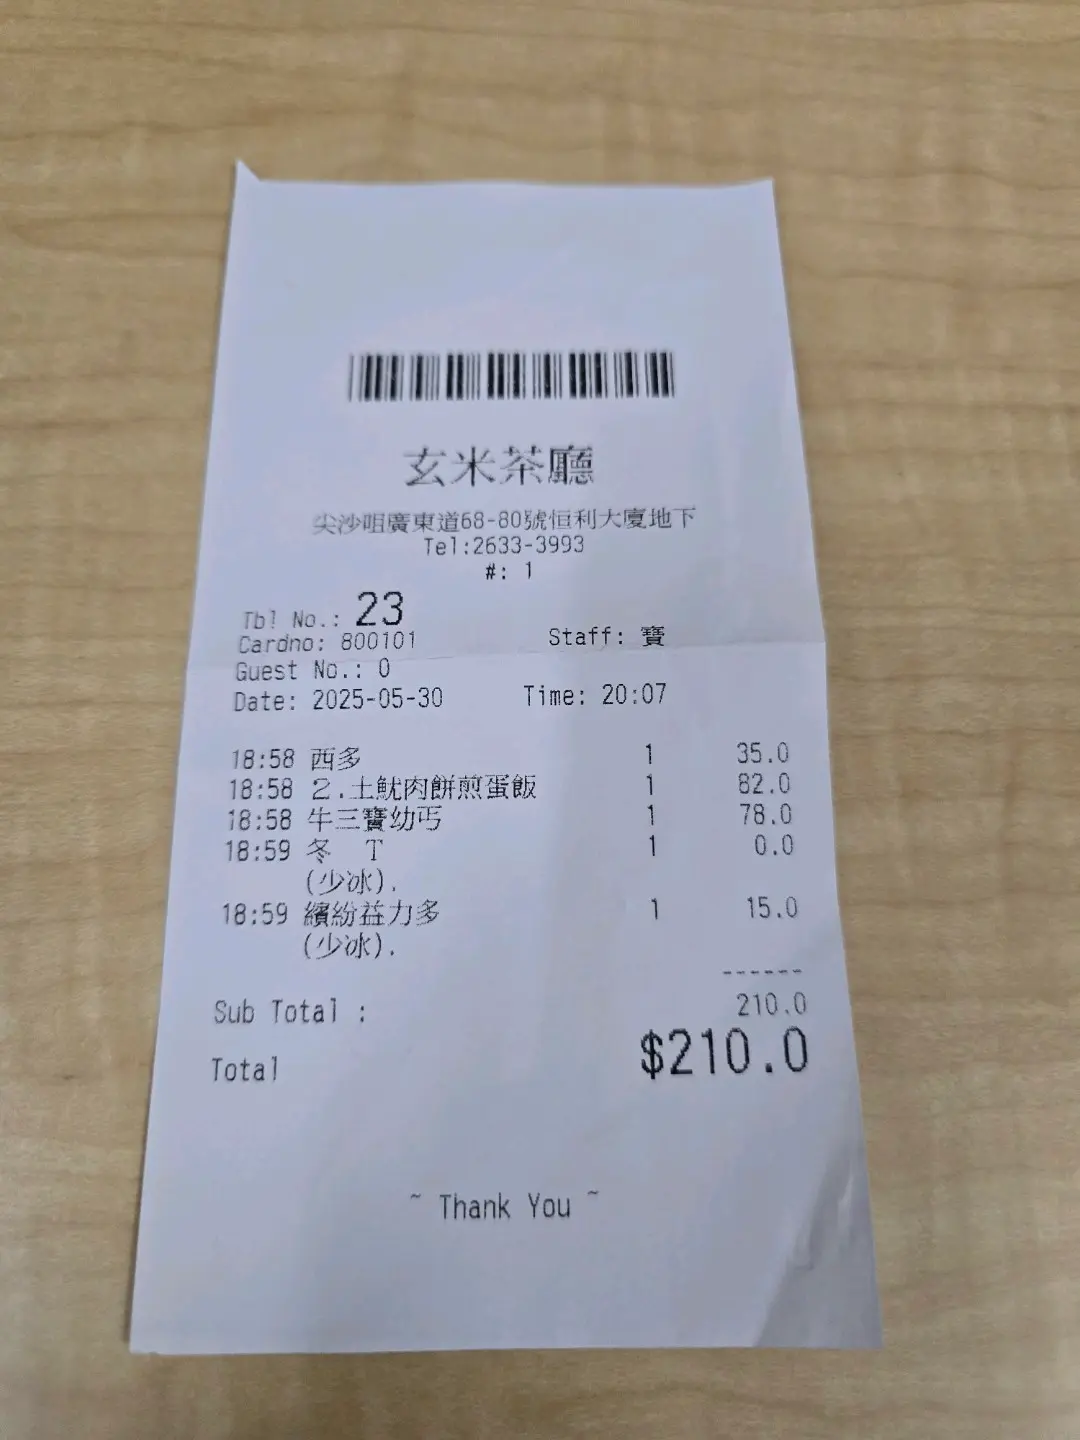 玄米茶廳
尖沙咀廣東道68-80號恒利大廈地下
Tel:2633-3993
#: 1
Tbl No.: 23
Cardno: 800101 Staff: 寶
Guest No.: 0
Date: 2025-05-30 Time: 20:07
18:58 西多 1 35.0
18:58 2.土魷肉餅煎蛋飯 1 82.0
18:58 牛三寶幼丐 1 78.0
18:59 冬 T 1 0.0
(少冰).
18:59 繽紛益力多 1 15.0
(少冰).
------
Sub Total : 210.0
Total $210.0
~ Thank You ~